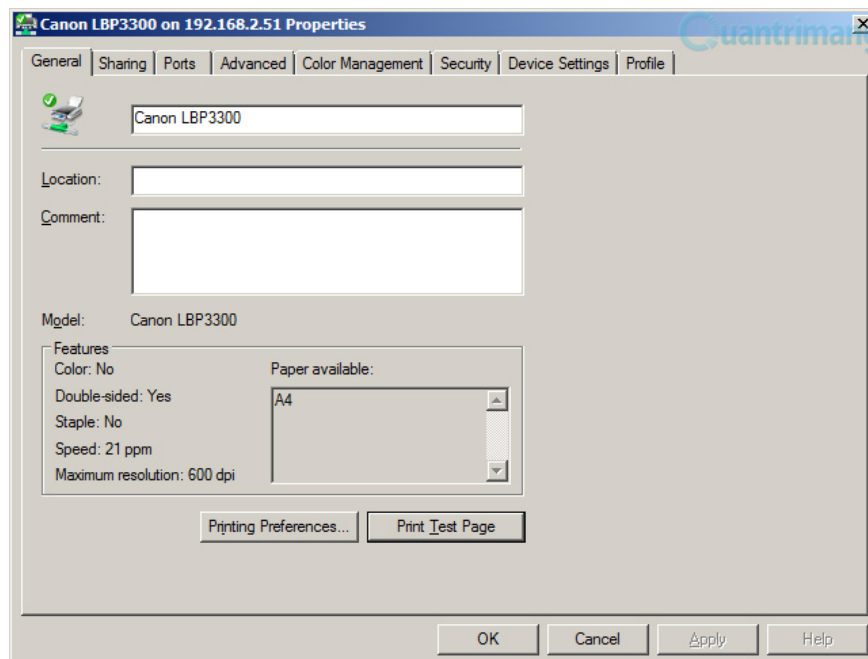 Canon LBP3300 on 192.168.2.51 Properties
Quantrimang
General Sharing Ports Advanced Color Management Security Device Settings Profile
Canon LBP3300
Location:
Comment:
Model: Canon LBP3300
Features
Color: No Paper available:
Double-sided: Yes A4
Staple: No
Speed: 21 ppm
Maximum resolution: 600 dpi
Printing Preferences... Print Test Page
OK Cancel Apply Help